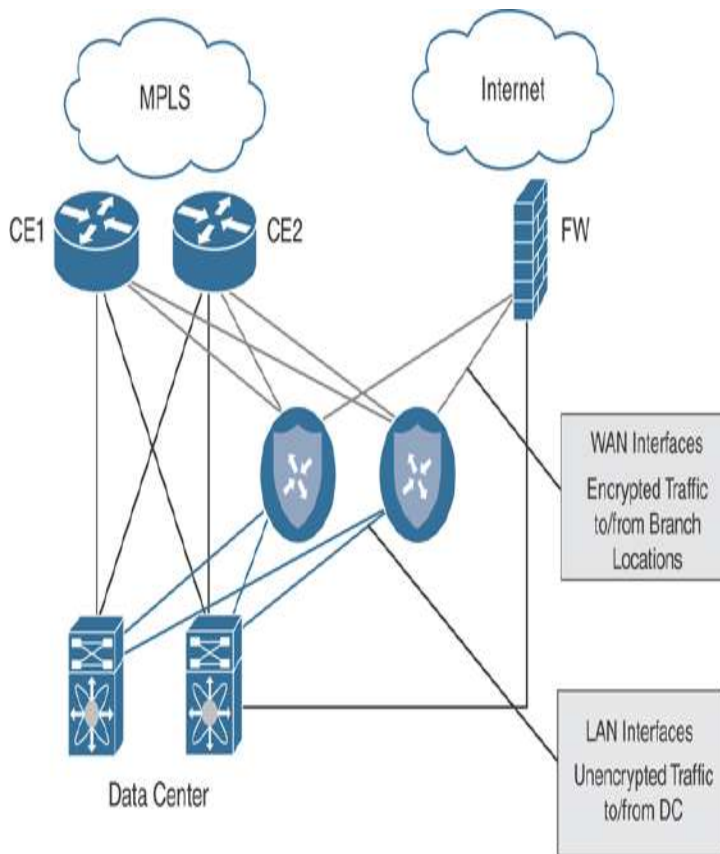 MPLS
Internet
CE1
CE2
FW
WAN Interfaces
Encrypted Traffic
to/from Branch
Locations
LAN Interfaces
Unencrypted Traffic
to/from DC
Data Center